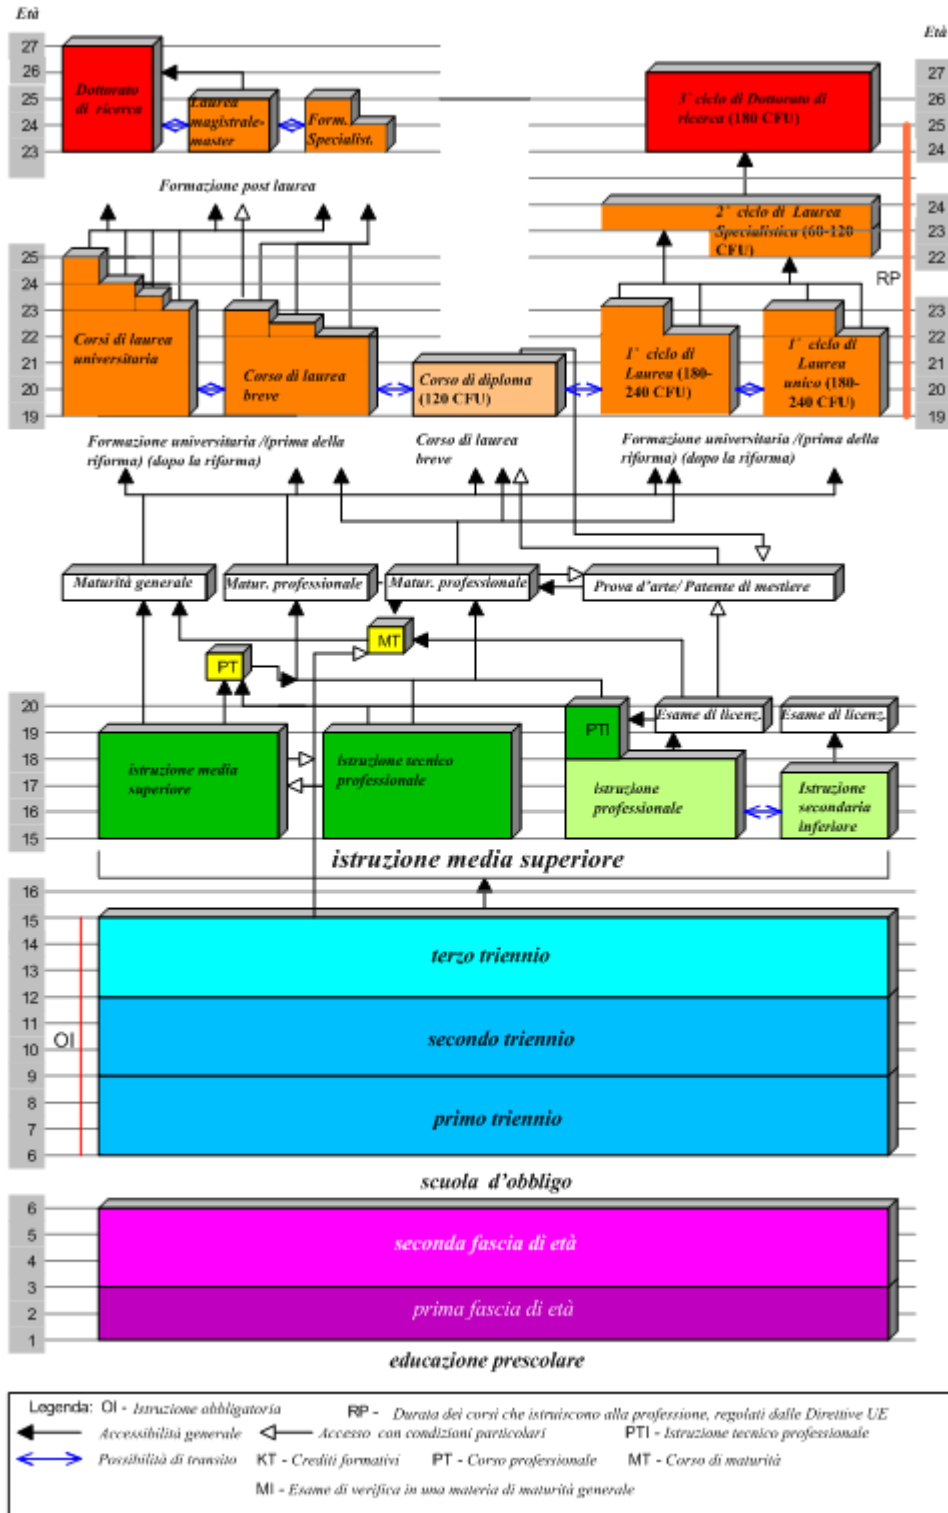 Età
Età
27
26
25
24
23
Dottorato
di ricerca
Laurea
magistrale-
master
Form.
Specialist.
3˚ ciclo di Dottorato di
ricerca (180 CFU)
27
26
25
24
Formazione post laurea
2˚ ciclo di Laurea
Specialistica (60-120
CFU)
24
23
22
RP
25
24
23
22
21
20
19
Corsi di laurea
universitaria
Corso di laurea
breve
Corso di diploma
(120 CFU)
1˚ ciclo di
Laurea (180-
240 CFU)
1˚ ciclo di
Laurea
unico (180-
240 CFU)
23
22
21
20
19
Formazione universitaria /(prima della
riforma) (dopo la riforma)
Corso di laurea
breve
Formazione universitaria /(prima della
riforma) (dopo la riforma)
Maturità generale
Matur. professionale
Matur. professionale
Prova d'arte/ Patente di mestiere
MT
PT
20
19
18
17
16
15
istruzione media
superiore
istruzione tecnico
professionale
PTI
Esame di licenz.
Esame di licenz.
istruzione
professionale
Istruzione
secondaria
inferiore
istruzione media superiore
16
15
14
13
12
11
10
9
8
7
6
OI
terzo triennio
secondo triennio
primo triennio
scuola d'obbligo
6
5
4
3
2
1
seconda fascia di età
prima fascia di età
educazione prescolare
Legenda: OI - Istruzione obbligatoria
RP - Durata dei corsi che istruiscono alla professione, regolati dalle Direttive UE
Accessibilità generale
Accesso con condizioni particolari
PTI - Istruzione tecnico professionale
Possibilità di transito
KT - Crediti formativi
PT - Corso professionale
MT - Corso di maturità
MI - Esame di verifica in una materia di maturità generale